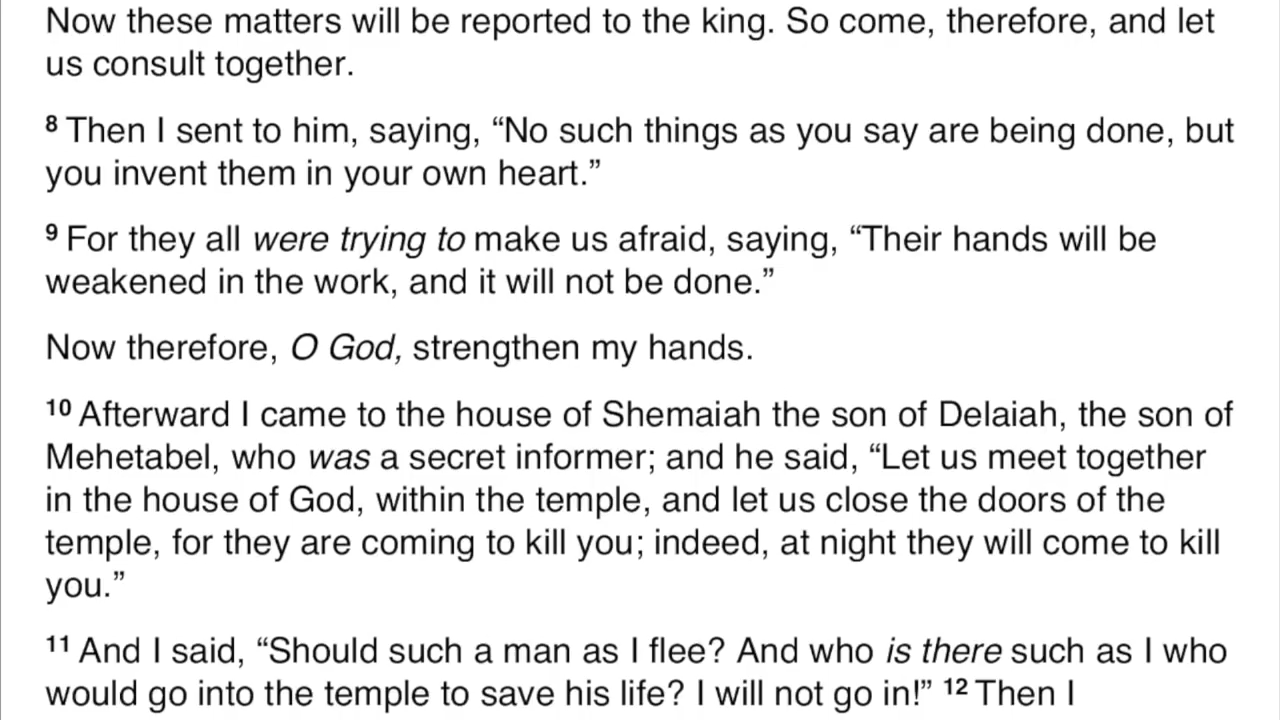 Now these matters will be reported to the king. So come, therefore, and let
us consult together.
8 Then I sent to him, saying, “No such things as you say are being done, but
you invent them in your own heart.”
9 For they all were trying to make us afraid, saying, “Their hands will be
weakened in the work, and it will not be done.”
Now therefore, O God, strengthen my hands.
10 Afterward I came to the house of Shemaiah the son of Delaiah, the son of
Mehetabel, who was a secret informer; and he said, “Let us meet together
in the house of God, within the temple, and let us close the doors of the
temple, for they are coming to kill you; indeed, at night they will come to kill
you.”
11 And I said, “Should such a man as I flee? And who is there such as I who
would go into the temple to save his life? I will not go in!” 12 Then I